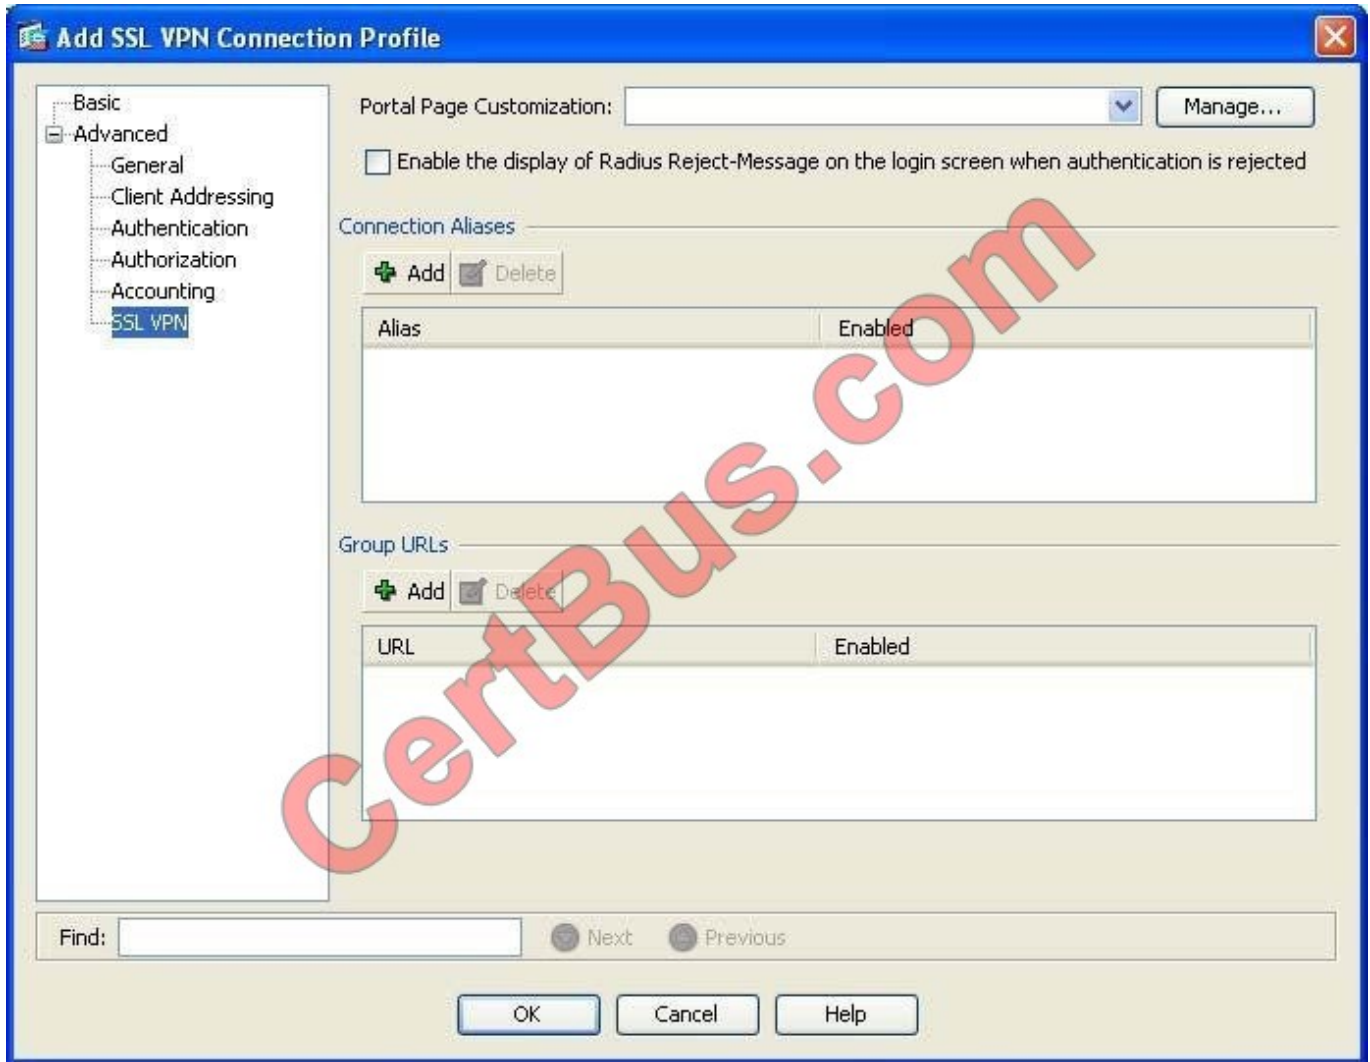 Add SSL VPN Connection Profile
Basic
Advanced
General
Client Addressing
Authentication
Authorization
Accounting
SSL VPN
Portal Page Customization:
Manage...
Enable the display of Radius Reject-Message on the login screen when authentication is rejected
Connection Aliases
Add Delete
Alias Enabled
Group URLs
Add Delete
URL Enabled
CertBus.com
Find:
Next Previous
OK Cancel Help